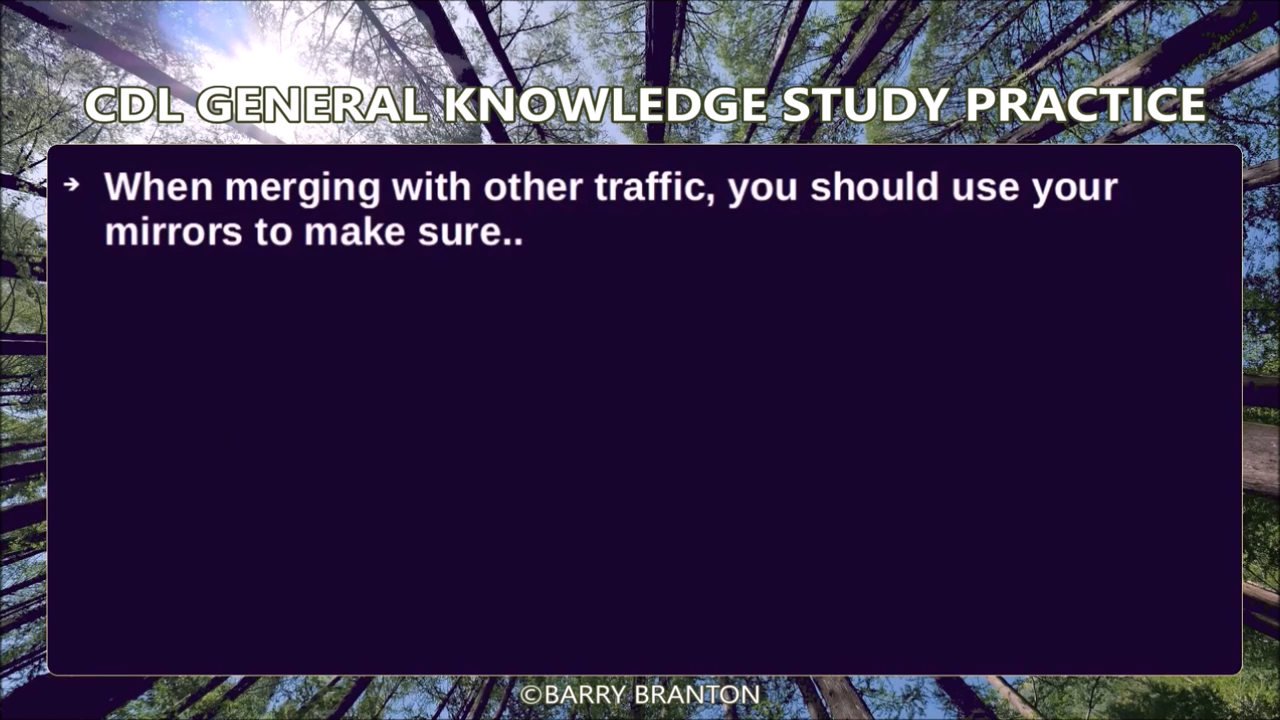 CDL GENERAL KNOWLEDGE STUDY PRACTICE
➔ When merging with other traffic, you should use your
mirrors to make sure..
©BARRY BRANTON